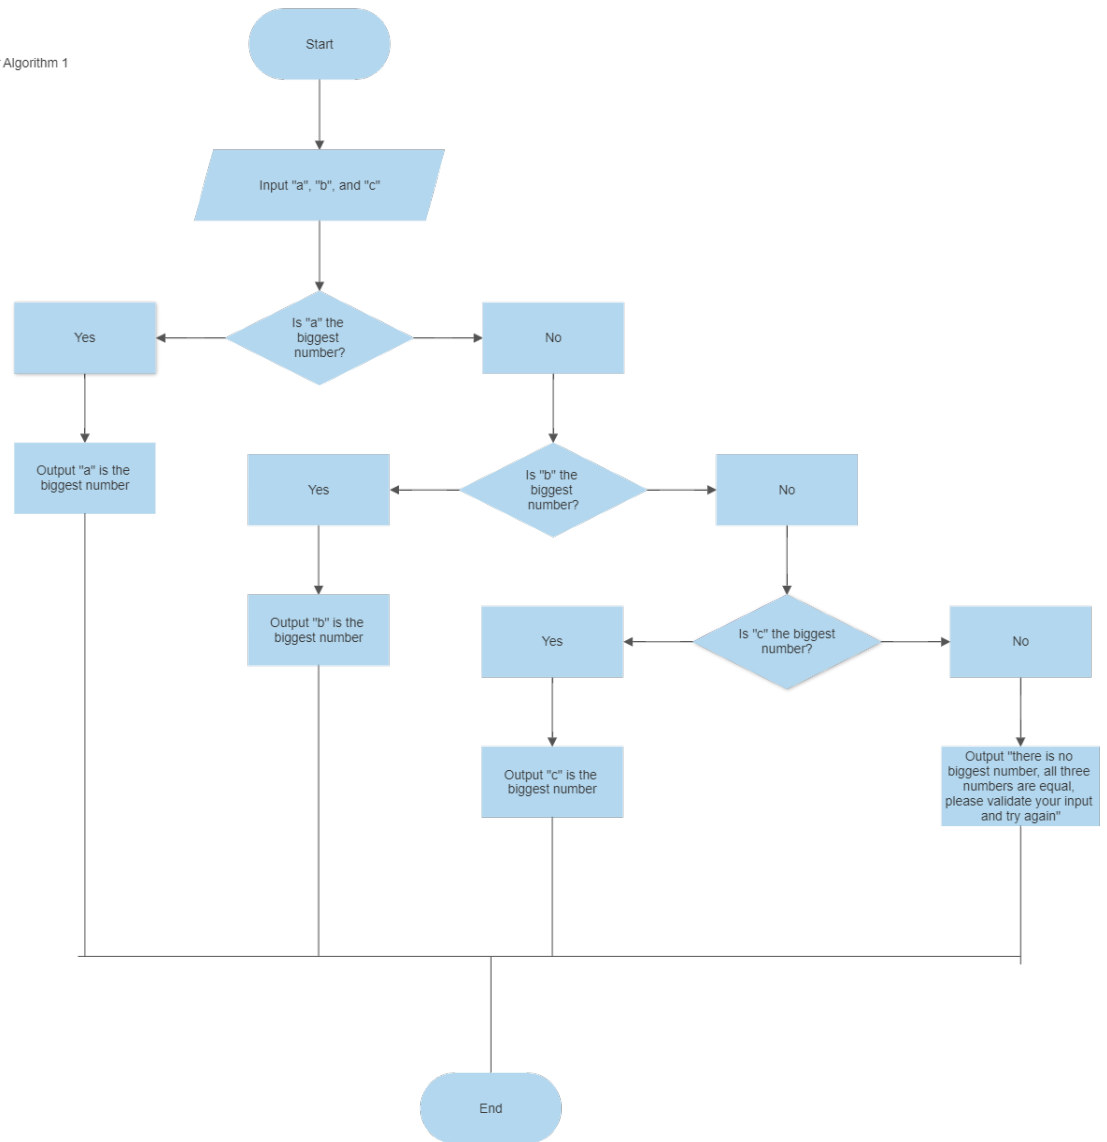 Start
Algorithm 1
Input "a", "b", and "c"
Is "a" the
biggest
number?
Yes
No
Output "a" is the
biggest number
Is "b" the
biggest
number?
Yes
No
Output "b" is the
biggest number
Is "c" the biggest
number?
Yes
No
Output "c" is the
biggest number
Output "there is no
biggest number, all three
numbers are equal,
please validate your input
and try again"
End